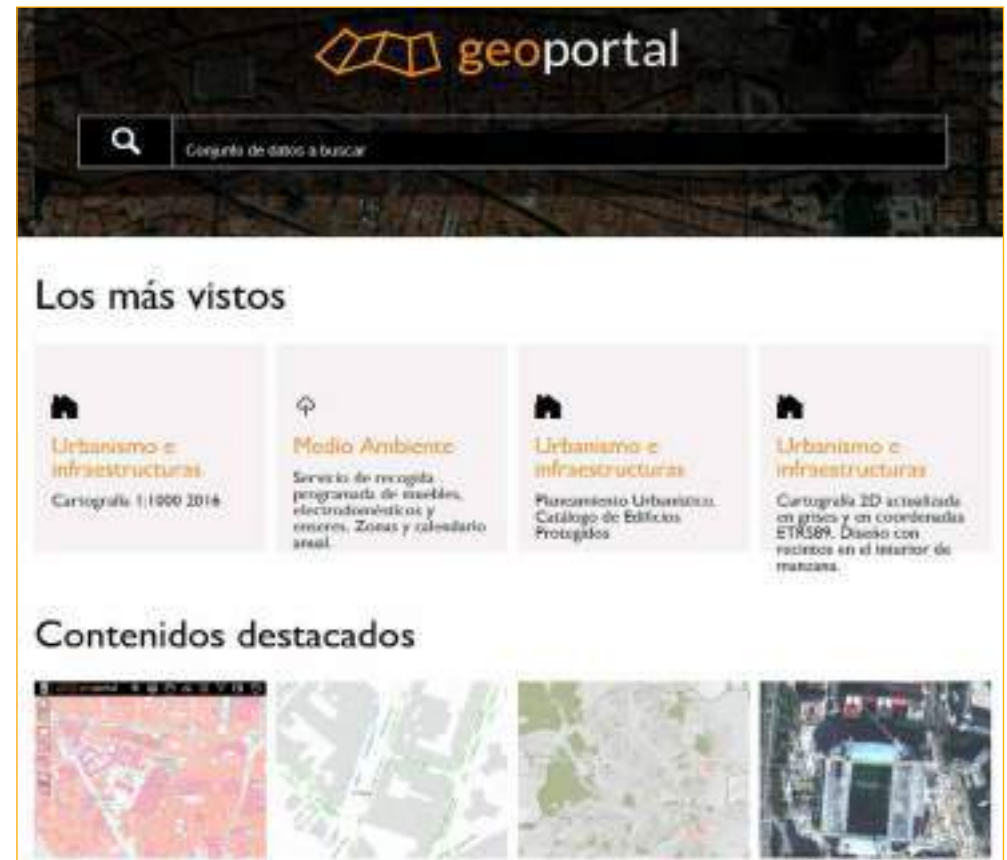 geoportal
Conjunto de datos a buscar
Los más vistos
Urbanismo e
infraestructuras
Cartografía 1:1000 2016
Medio Ambiente
Servicio de recogida
programada de muebles,
electrodomésticos y
enseres. Zonas y calendario
anual
Urbanismo e
infraestructuras
Planeamiento Urbanístico.
Catálogo de Edificios
Protegidos
Urbanismo e
infraestructuras
Cartografía 2D actualizada
en grises y en coordenadas
ETRS89. Diseño con
recintos en el interior de
manzana.
Contenidos destacados